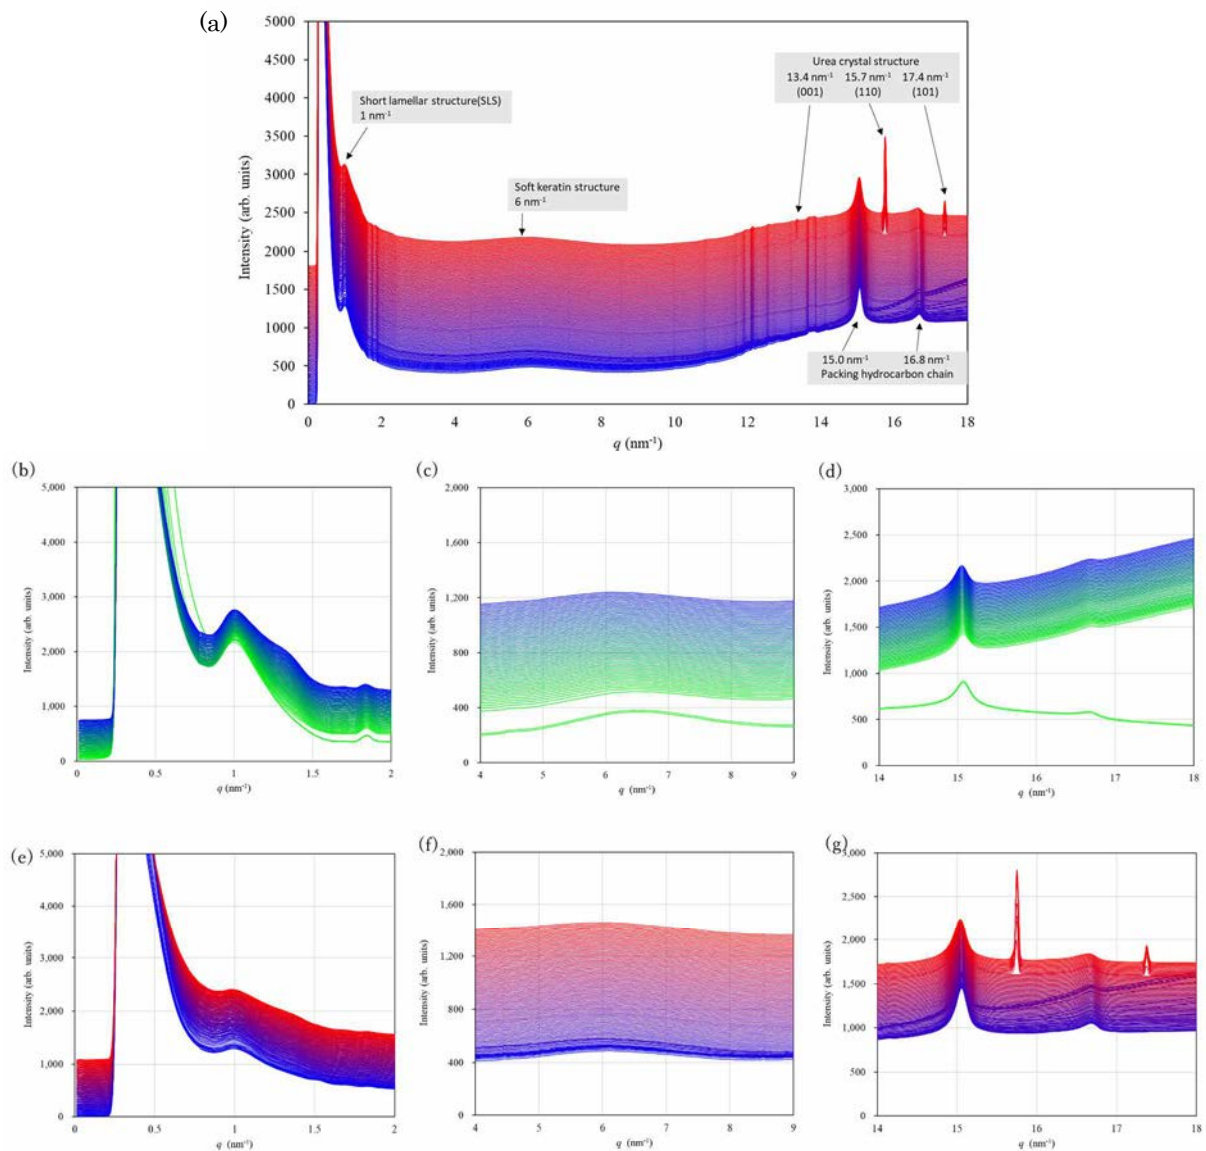 (a)
5000
4500
4000
3500
3000
2500
2000
1500
1000
500
0
Intensity (arb. units)
Short lamellar structure(SLS)
1 nm⁻¹
Soft keratin structure
6 nm⁻¹
Urea crystal structure
13.4 nm⁻¹ 15.7 nm⁻¹ 17.4 nm⁻¹
(001) (110) (101)
15.0 nm⁻¹ 16.8 nm⁻¹
Packing hydrocarbon chain
0 2 4 6 8 10 12 14 16 18
q (nm⁻¹)
(b)
5,000
4,000
3,000
2,000
1,000
0
Intensity (arb. units)
0 0.5 1 1.5 2
q (nm⁻¹)
(c)
2,000
1,600
1,200
800
400
0
Intensity (arb. units)
4 5 6 7 8 9
q (nm⁻¹)
(d)
3,000
2,500
2,000
1,500
1,000
500
0
Intensity (arb. units)
14 15 16 17 18
q (nm⁻¹)
(e)
5,000
4,000
3,000
2,000
1,000
0
Intensity (arb. units)
0 0.5 1 1.5 2
q (nm⁻¹)
(f)
2,000
1,600
1,200
800
400
0
Intensity (arb. units)
4 5 6 7 8 9
q (nm⁻¹)
(g)
3,000
2,500
2,000
1,500
1,000
500
0
Intensity (arb. units)
14 15 16 17 18
q (nm⁻¹)